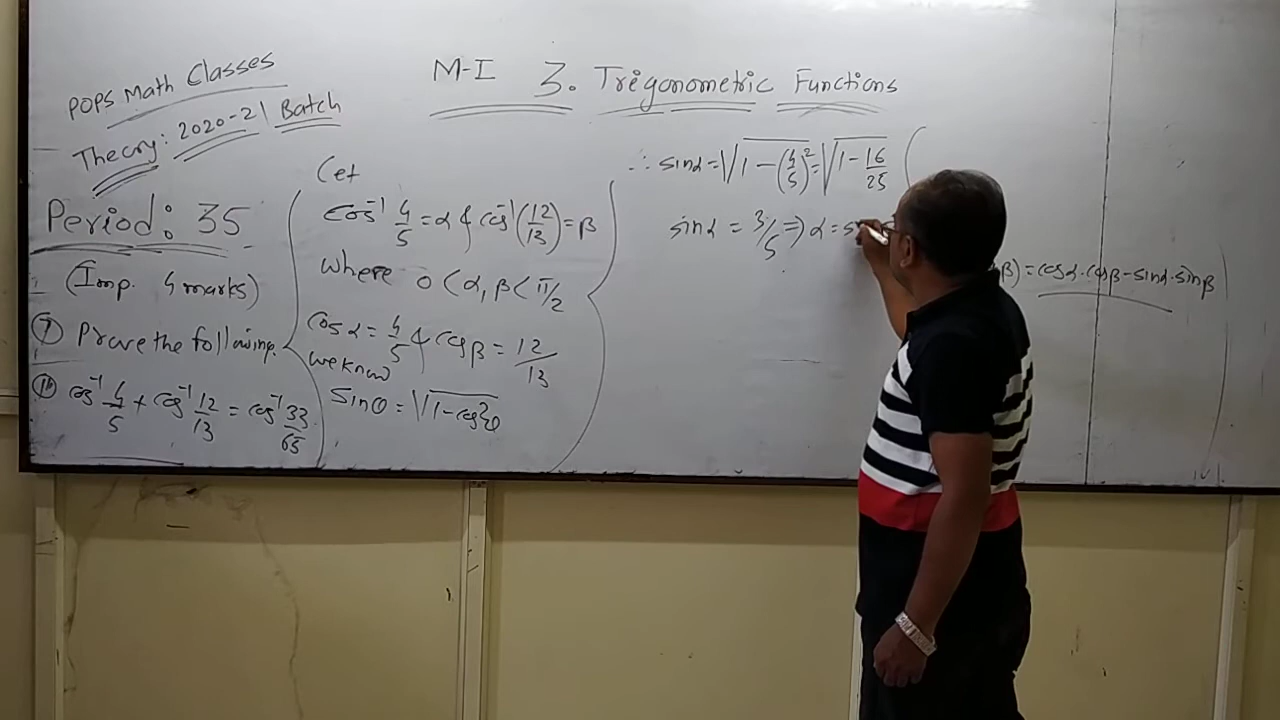 POPS Math Classes
Theory: 2020-21 Batch
M-I 3. Trigonometric Functions
Period: 35
(Imp. 4 marks)
⑦ Prove the following.
cos⁻¹ 4/5 + cos⁻¹ 12/13 = cos⁻¹ 33/65
Let
cos⁻¹ 4/5 = α & cos⁻¹ (12/13) = β
where 0 < α, β < π/2
cos α = 4/5 & cos β = 12/13
we know
Sin θ = √1 - cos²θ
∴ sin α = √1 - (4/5)² = √1 - 16/25
sin α = 3/5 ⇒ α =
β) = cos α · cos β - sin α · sin β